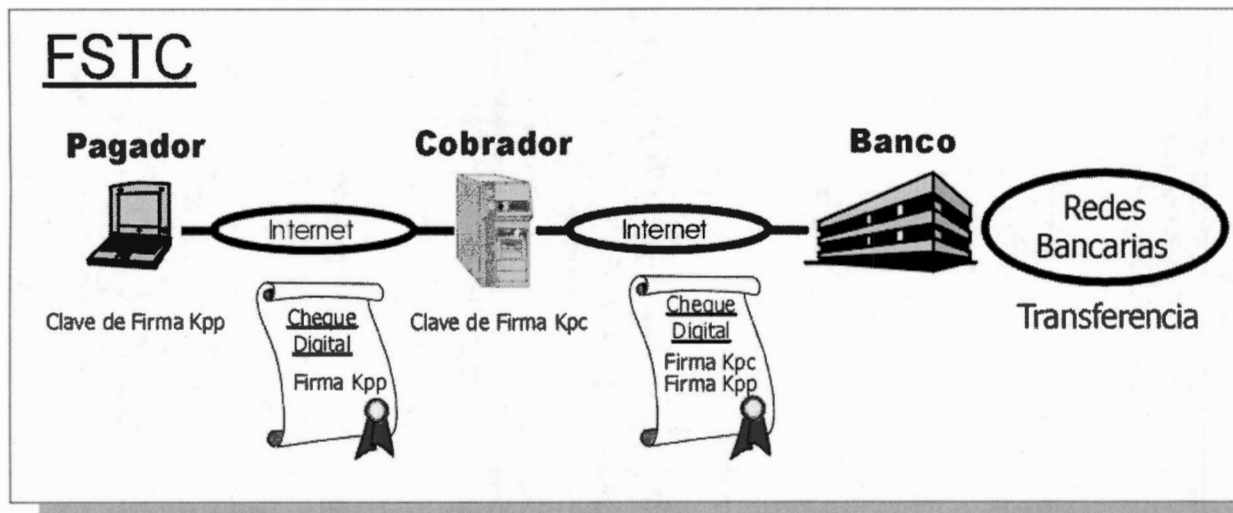 FSTC
Pagador
Cobrador
Banco
Internet
Internet
Redes
Bancarias
Clave de Firma Kpp
Cheque
Digital
Firma Kpp
Clave de Firma Kpc
Cheque
Digital
Firma Kpc
Firma Kpp
Transferencia